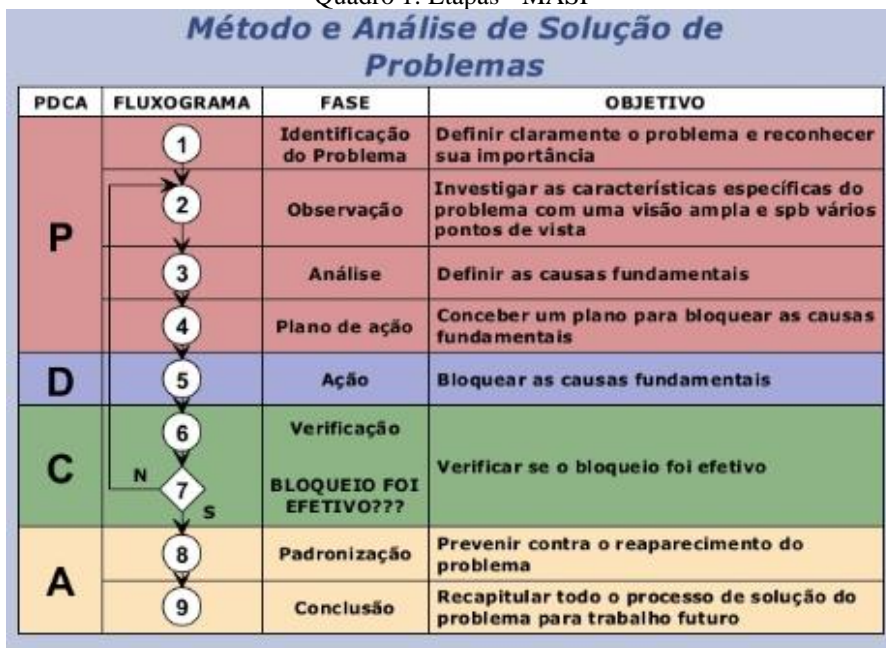 Quadro 1: Etapas - MASP
Método e Análise de Solução de
Problemas
PDCA FLUXOGRAMA FASE OBJETIVO
P
1
Identificação
do Problema
Definir claramente o problema e reconhecer
sua importância
2
Observação
Investigar as características específicas do
problema com uma visão ampla e spb vários
pontos de vista
3
Análise
Definir as causas fundamentais
4
Plano de ação
Conceber um plano para bloquear as causas
fundamentais
D
5
Ação
Bloquear as causas fundamentais
C
6
Verificação
N
7
S
BLOQUEIO FOI
EFETIVO???
Verificar se o bloqueio foi efetivo
A
8
Padronização
Prevenir contra o reaparecimento do
problema
9
Conclusão
Recapitular todo o processo de solução do
problema para trabalho futuro